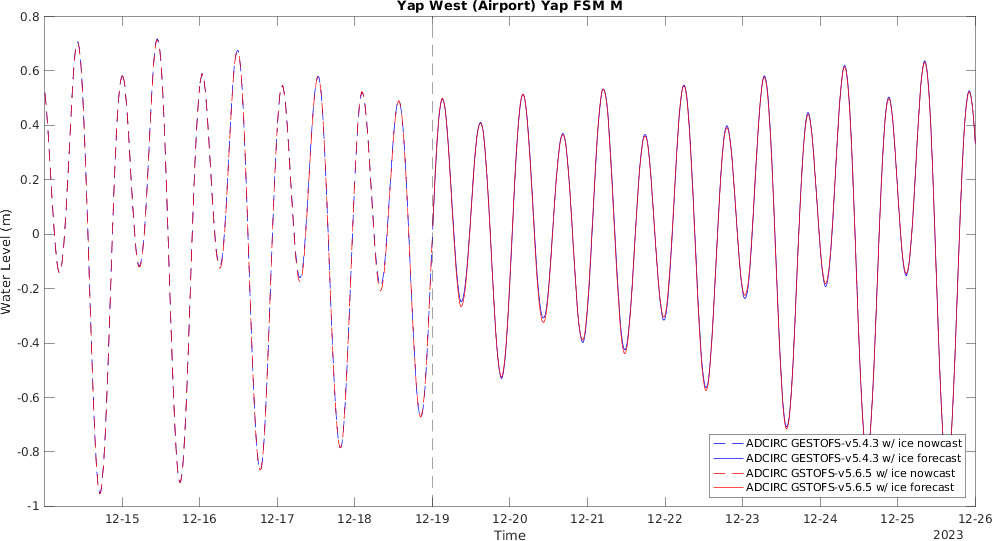 Yap West (Airport) Yap FSM M
0.8
0.6
0.4
0.2
0
-0.2
-0.4
-0.6
-0.8
-1
Water Level (m)
ADCIRC GESTOFS-v5.4.3 w/ ice nowcast
ADCIRC GESTOFS-v5.4.3 w/ ice forecast
ADCIRC GSTOFS-v5.6.5 w/ ice nowcast
ADCIRC GSTOFS-v5.6.5 w/ ice forecast
12-15 12-16 12-17 12-18 12-19 12-20 12-21 12-22 12-23 12-24 12-25 12-26
Time
2023